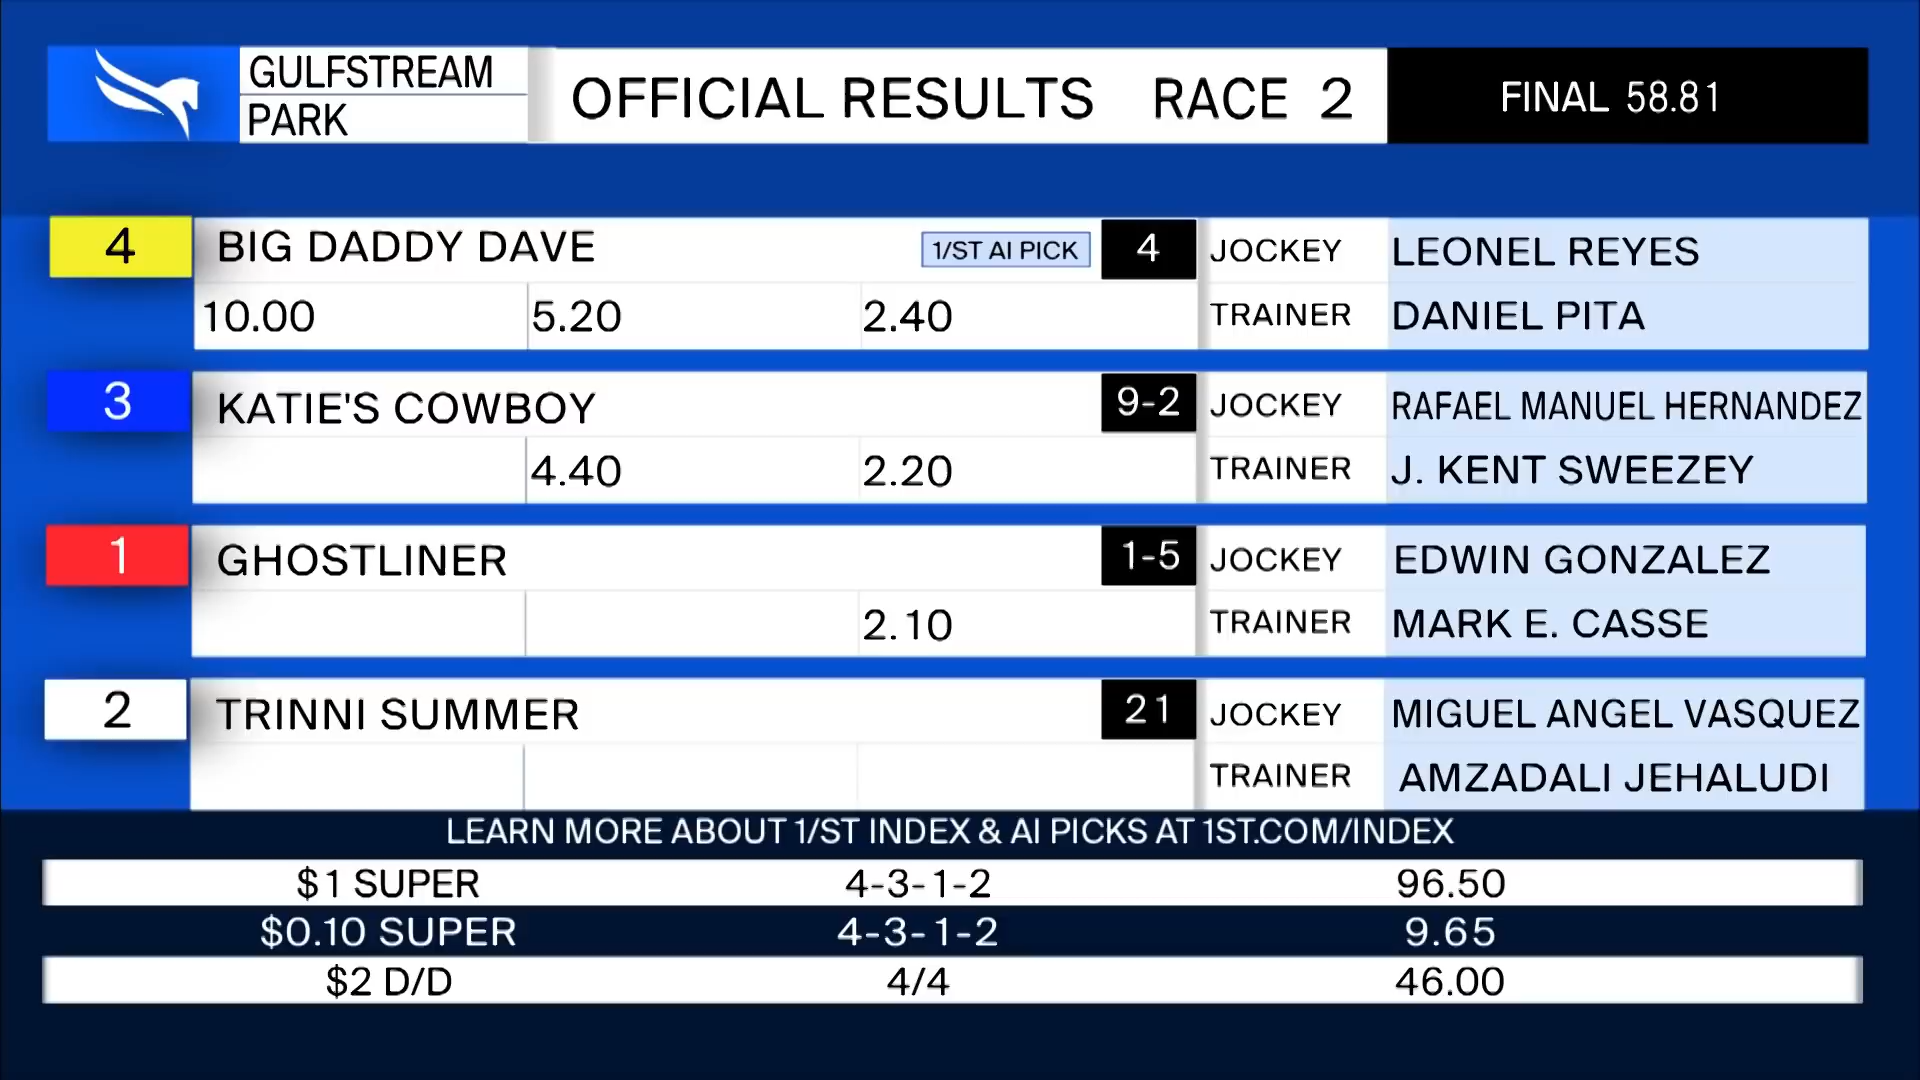 GULFSTREAM
PARK
OFFICIAL RESULTS RACE 2
FINAL 58.81
4 BIG DADDY DAVE 1/ST AI PICK 4 JOCKEY LEONEL REYES
10.00 5.20 2.40 TRAINER DANIEL PITA
3 KATIE'S COWBOY 9-2 JOCKEY RAFAEL MANUEL HERNANDEZ
4.40 2.20 TRAINER J. KENT SWEEZEY
1 GHOSTLINER 1-5 JOCKEY EDWIN GONZALEZ
2.10 TRAINER MARK E. CASSE
2 TRINNI SUMMER 21 JOCKEY MIGUEL ANGEL VASQUEZ
TRAINER AMZADALI JEHALUDI
LEARN MORE ABOUT 1/ST INDEX & AI PICKS AT 1ST.COM/INDEX
$1 SUPER 4-3-1-2 96.50
$0.10 SUPER 4-3-1-2 9.65
$2 D/D 4/4 46.00